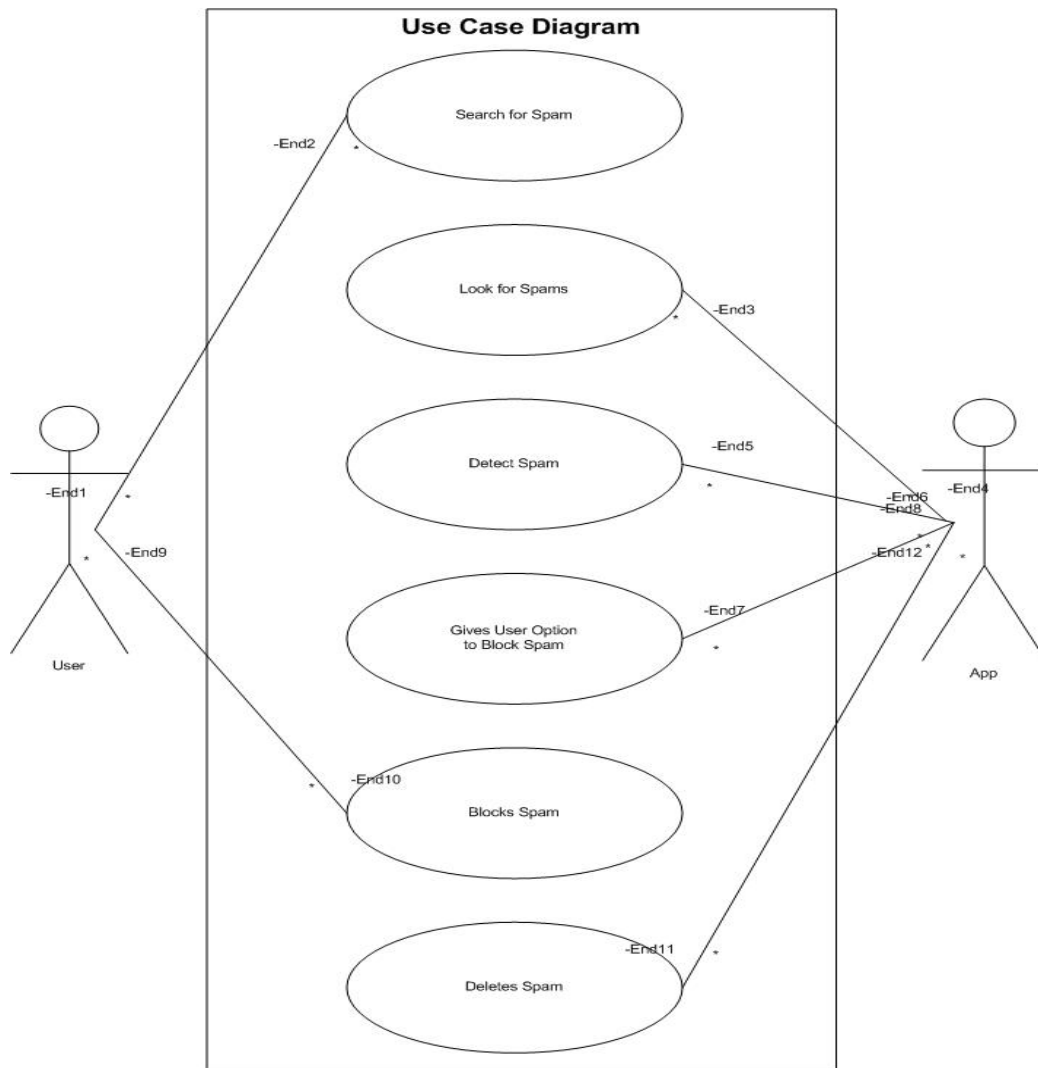 Use Case Diagram
Search for Spam
-End2
*
Look for Spams
-End3
*
Detect Spam
-End5
*
-End1
*
-End6
-End4
-End8
*
-End9
*
-End12
*
*
Gives User Option
to Block Spam
-End7
*
User
App
-End10
*
Blocks Spam
-End11
*
Deletes Spam